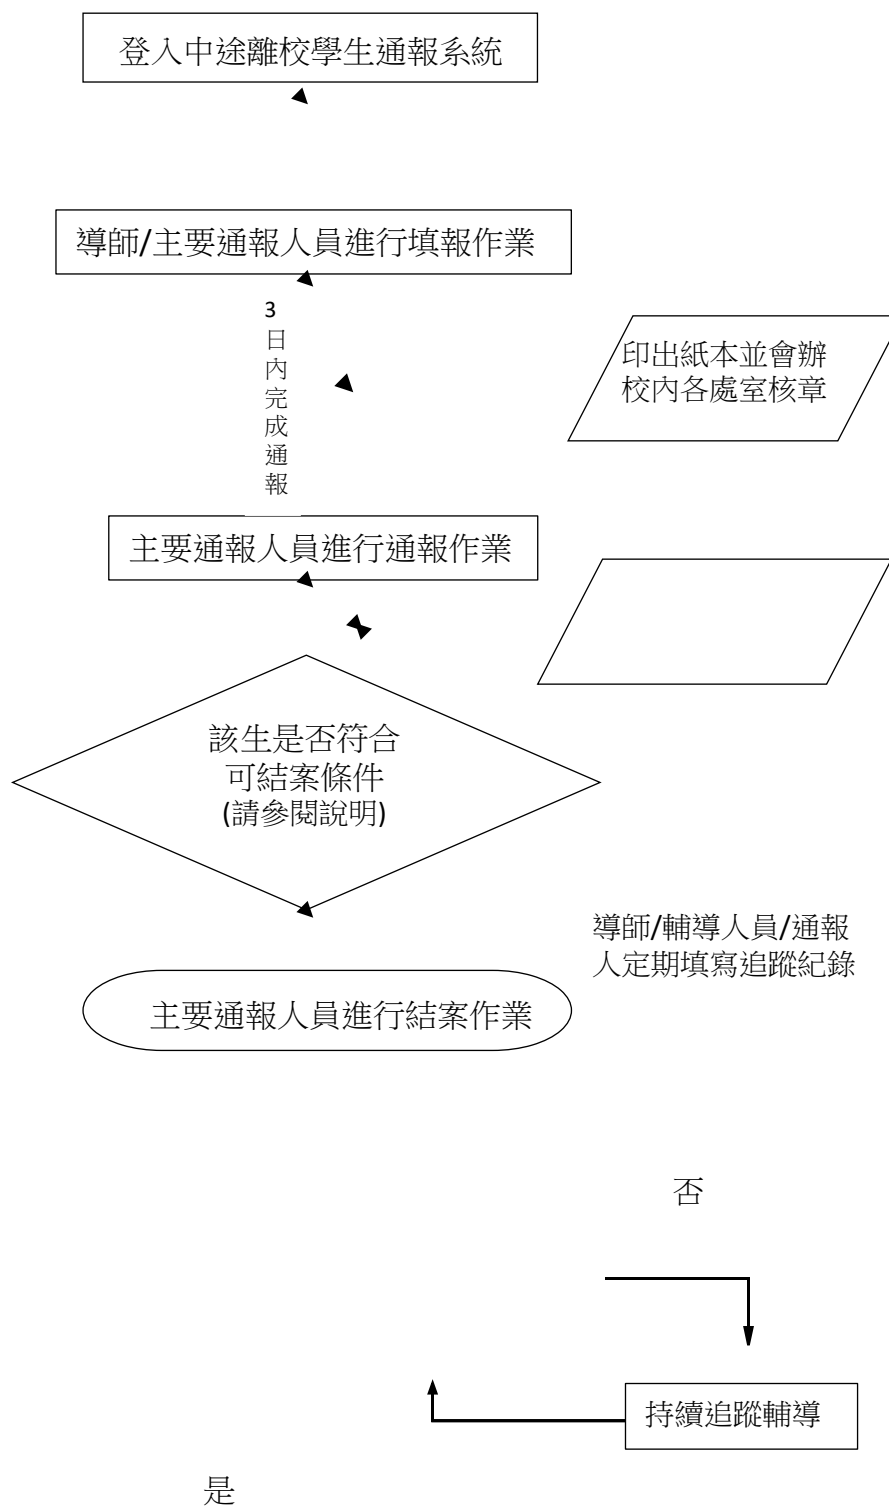 登入中途離校學生通報系統
導師/主要通報人員進行填報作業
3
日
內
完
成
通
報
印出紙本並會辦
校內各處室核章
主要通報人員進行通報作業
該生是否符合
可結案條件
(請參閱說明)
導師/輔導人員/通報
人定期填寫追蹤紀錄
主要通報人員進行結案作業
否
持續追蹤輔導
是